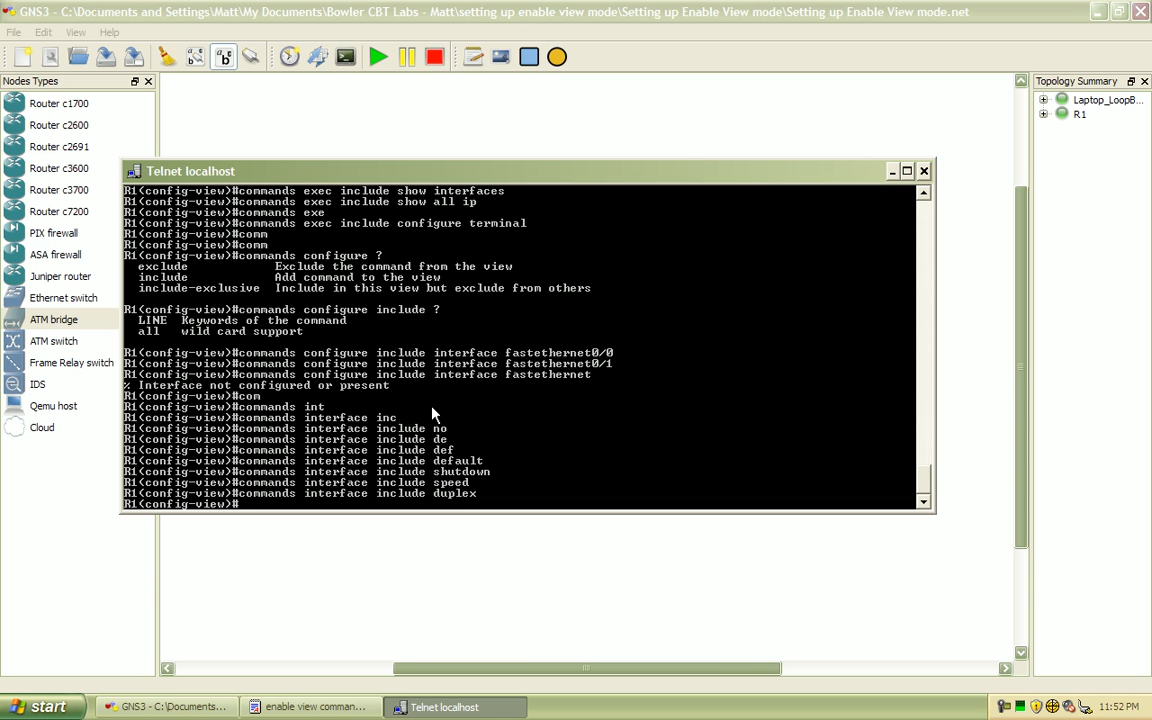 GNS3 - C:\Documents and Settings\Matt\My Documents\Bowler CBT Labs - Matt\setting up enable view mode\Setting up Enable View mode\Setting up Enable View mode.net
File Edit View Help
Nodes Types
Router c1700
Router c2600
Router c2691
Router c3600
Router c3700
Router c7200
PIX firewall
ASA firewall
Juniper router
Ethernet switch
ATM bridge
ATM switch
Frame Relay switch
IDS
Qemu host
Cloud
Telnet localhost
R1(config-view)#commands exec include show interfaces
R1(config-view)#commands exec include show all ip
R1(config-view)#commands exe
R1(config-view)#commands exec include configure terminal
R1(config-view)#comm
R1(config-view)#comm
R1(config-view)#commands configure ?
exclude Exclude the command from the view
include Add command to the view
include-exclusive Include in this view but exclude from others
R1(config-view)#commands configure include ?
LINE Keywords of the command
all wild card support
R1(config-view)#commands configure include interface fastethernet0/0
R1(config-view)#commands configure include interface fastethernet0/1
R1(config-view)#commands configure include interface fastethernet
% Interface not configured or present
R1(config-view)#com
R1(config-view)#commands int
R1(config-view)#commands interface inc
R1(config-view)#commands interface include no
R1(config-view)#commands interface include de
R1(config-view)#commands interface include def
R1(config-view)#commands interface include default
R1(config-view)#commands interface include shutdown
R1(config-view)#commands interface include speed
R1(config-view)#commands interface include duplex
R1(config-view)#
Topology Summary
Laptop_LoopB...
R1
start
GNS3 - C:\Documents...
enable view comman...
Telnet localhost
11:52 PM